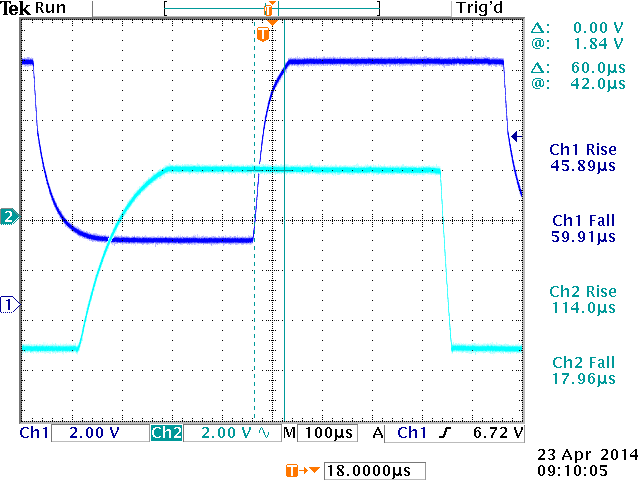 Tek Run Trig'd
T
T
Δ: 0.00 V
@: 1.84 V
Δ: 60.0µs
@: 42.0µs
Ch1 Rise
45.89µs
2
Ch1 Fall
59.91µs
Ch2 Rise
114.0µs
1
Ch2 Fall
17.96µs
Ch1 2.00 V Ch2 2.00 V M 100µs A Ch1 6.72 V
T 18.0000µs
23 Apr 2014
09:10:05